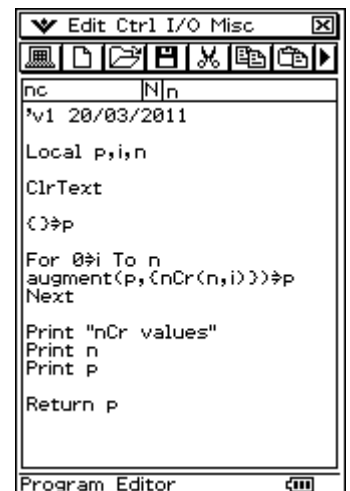 Edit Ctrl I/O Misc
nc N n
'v1 20/03/2011
Local p,i,n
ClrText
{}⇒p
For 0⇒i To n
augment(p,{nCr(n,i)})⇒p
Next
Print "nCr values"
Print n
Print p
Return p
Program Editor